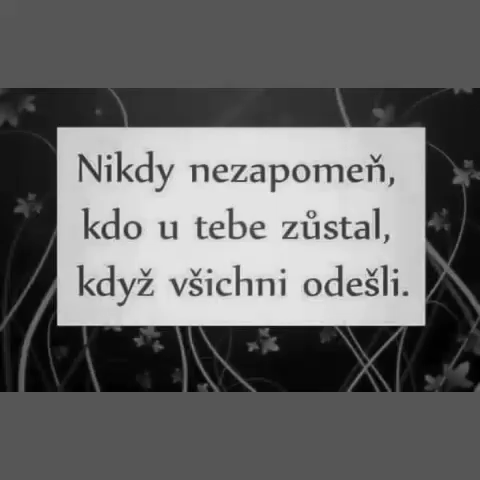 Nikdy nezapomeň,
kdo u tebe zůstal,
když všichni odešli.